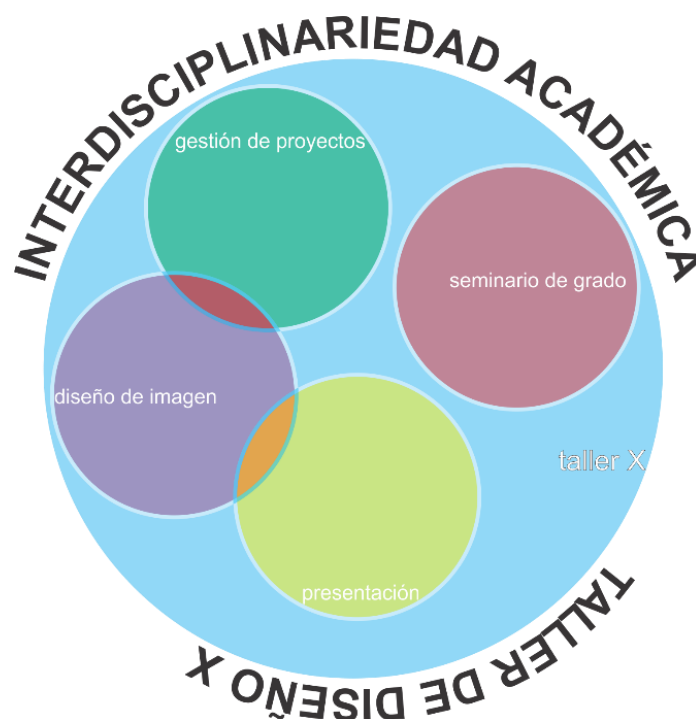 INTERDISCIPLINARIEDAD ACADÉMICA
gestión de proyectos
seminario de grado
diseño de imagen
taller X
presentación
TALLER DE DISEÑO X